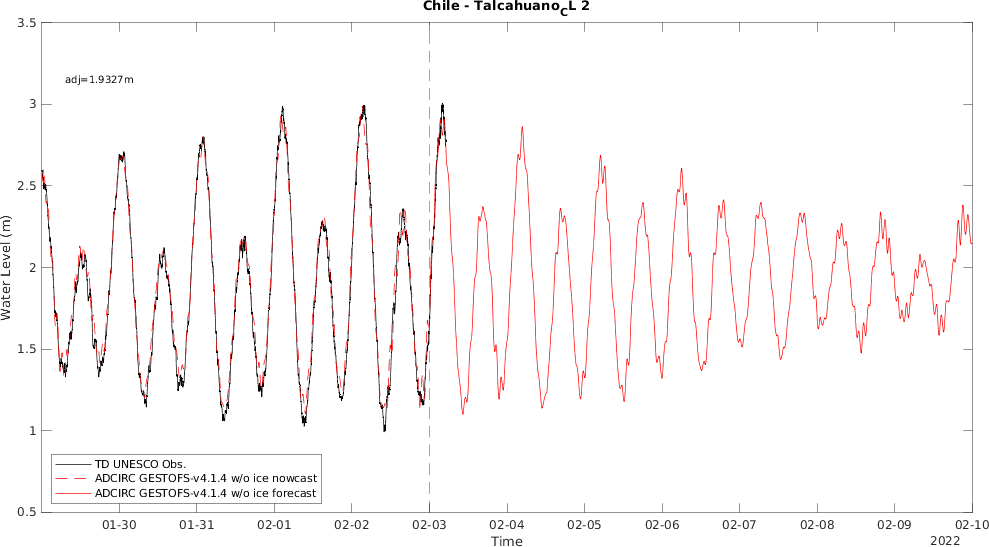 Chile - Talcahuano_CL 2
adj=1.9327m
3.5
3
2.5
2
1.5
1
0.5
Water Level (m)
TD UNESCO Obs.
ADCIRC GESTOFS-v4.1.4 w/o ice nowcast
ADCIRC GESTOFS-v4.1.4 w/o ice forecast
01-30 01-31 02-01 02-02 02-03 02-04 02-05 02-06 02-07 02-08 02-09 02-10
Time
2022